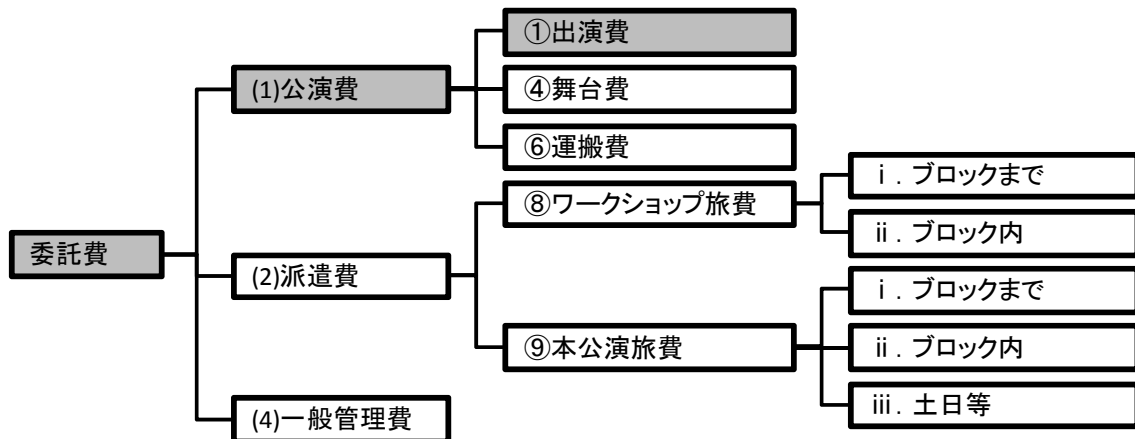 委託費
(1)公演費
①出演費
④舞台費
⑥運搬費
(2)派遣費
⑧ワークショップ旅費
ⅰ．ブロックまで
ⅱ．ブロック内
⑨本公演旅費
ⅰ．ブロックまで
ⅱ．ブロック内
ⅲ．土日等
(4)一般管理費